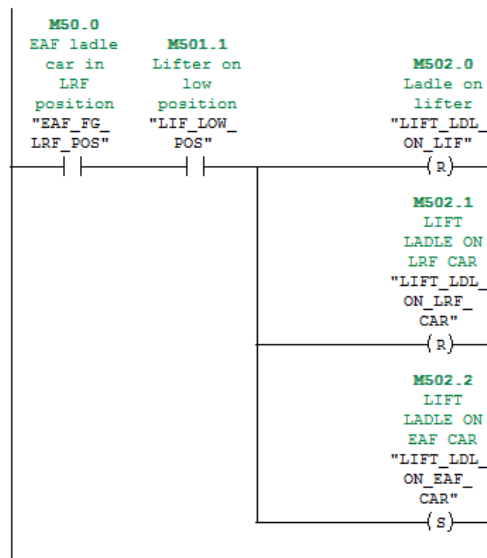 M50.0
EAF ladle
car in
LRF
position
"EAF_FG_
LRF_POS"
M501.1
Lifter on
low
position
"LIF_LOW_
POS"
M502.0
Ladle on
lifter
"LIFT_LDL_
ON_LIF"
R
M502.1
LIFT
LADLE ON
LRF CAR
"LIFT_LDL_
ON_LRF_
CAR"
R
M502.2
LIFT
LADLE ON
EAF CAR
"LIFT_LDL_
ON_EAF_
CAR"
S